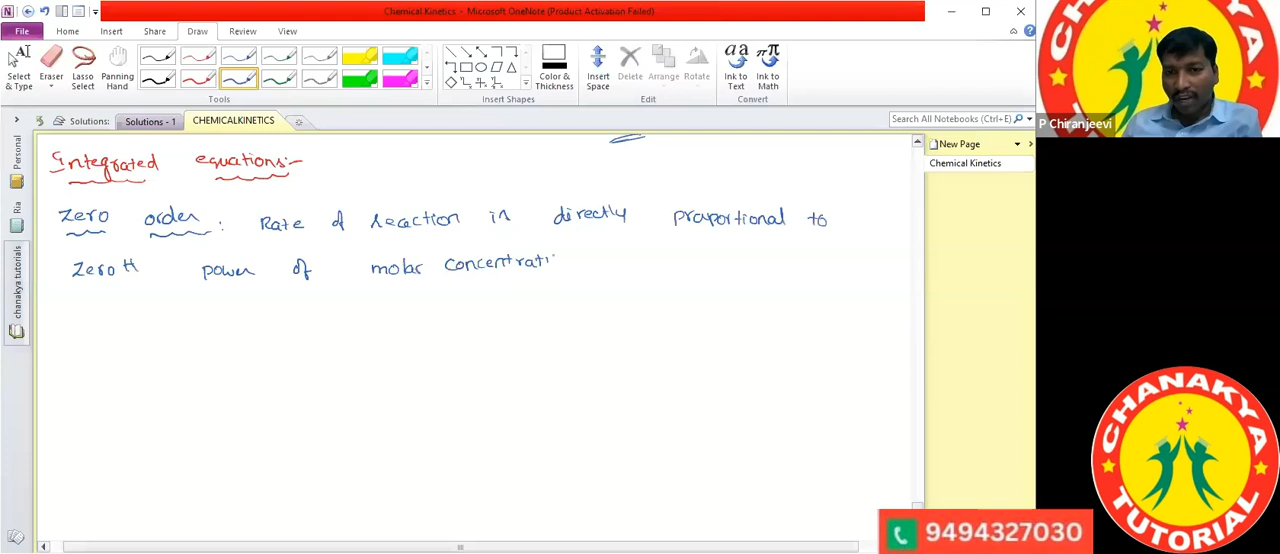 Chemical Kinetics - Microsoft OneNote (Product Activation Failed)
File Home Insert Share Draw Review View
Select & Type
Eraser
Lasso Select
Panning Hand
Color & Thickness
Insert Space
Delete
Arrange
Rotate
Ink to Text
Ink to Math
Tools
Insert Shapes
Edit
Convert
Solutions: Solutions - 1 CHEMICALKINETICS
Search All Notebooks (Ctrl+E)
New Page
Chemical Kinetics
Personal
Ria
chanakya tutorials
Integrated equations:-
Zero order : Rate of reaction in directly proportional to
Zeroth power of molar concentrati
P Chiranjeevi
CHANAKYA
TUTORIAL
9494327030